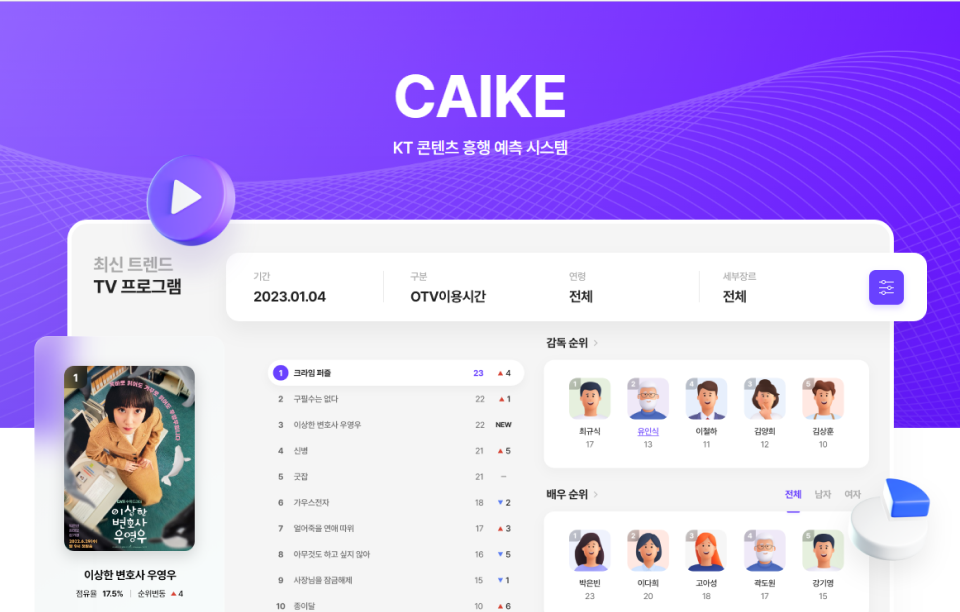 CAIKE
KT 콘텐츠 흥행 예측 시스템
최신 트렌드
TV 프로그램
기간
2023.01.04
구분
OTV이용시간
연령
전체
세부장르
전체
1
이상한
변호사
우영우
이상한 변호사 우영우
점유율 17.5% | 순위변동 ▲ 4
1 크라임 퍼즐 23 ▲ 4
2 구필수는 없다 22 ▲ 1
3 이상한 변호사 우영우 22 NEW
4 신병 21 ▲ 5
5 굿잡 21 –
6 가우스전자 18 ▼ 2
7 얼어죽을 연애 따위 17 ▲ 3
8 아무것도 하고 싶지 않아 16 ▼ 5
9 사장님을 잠금해제 15 ▼ 1
10 종이달 10 ▲ 6
감독 순위 >
1 2 3 4 5
최규식 유인식 이철하 김양희 김상훈
17 13 11 12 10
배우 순위 >
전체 남자 여자
1 2 3 4 5
박은빈 이다희 고아성 곽도원 강기영
23 20 18 17 15